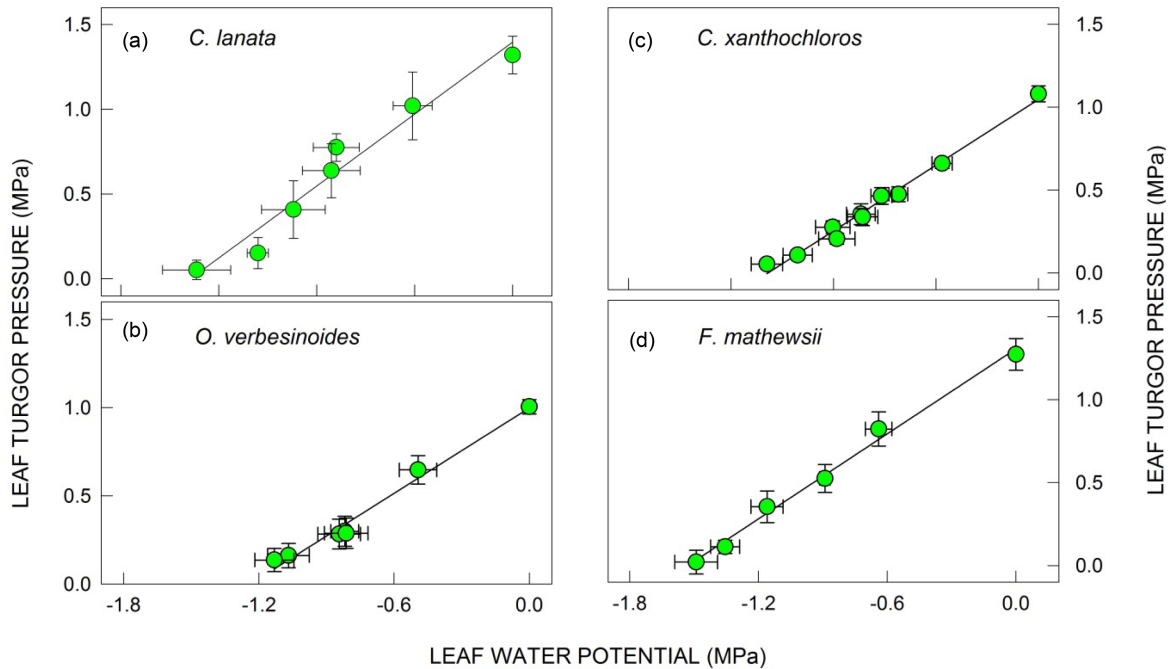 1.5
(a)
C. lanata
1.0
0.5
0.0
(c)
C. xanthochloros
1.5
1.0
0.5
0.0
1.5
(b)
O. verbesinoides
1.0
0.5
0.0
-1.8
-1.2
-0.6
0.0
(d)
F. mathewsii
1.5
1.0
0.5
0.0
-1.8
-1.2
-0.6
0.0
LEAF TURGOR PRESSURE (MPa)
LEAF TURGOR PRESSURE (MPa)
LEAF WATER POTENTIAL (MPa)